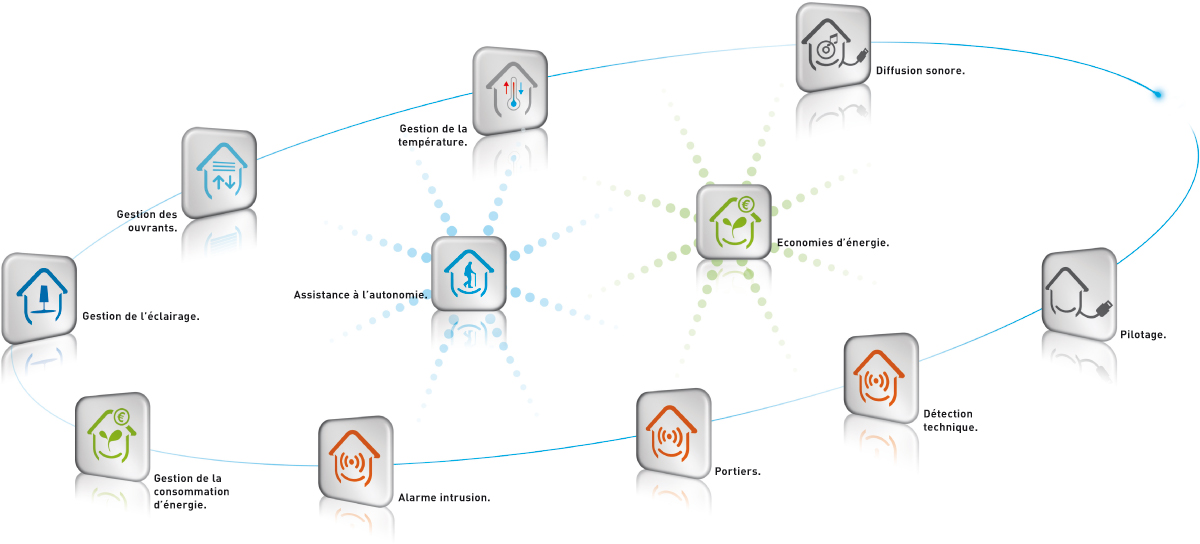 Diffusion sonore.
Gestion de la
température.
Gestion des
ouvrants.
Economies d’énergie.
Assistance à l’autonomie.
Gestion de l’éclairage.
Pilotage.
Détection
technique.
Portiers.
Gestion de la
consommation
d’énergie.
Alarme intrusion.
€
€